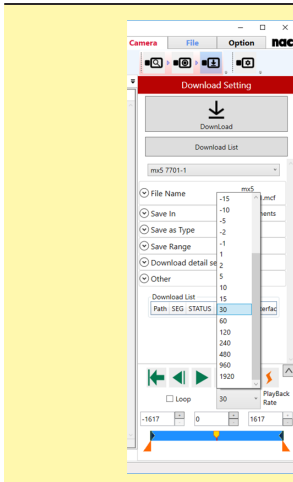 Camera File Option nac
Download Setting
DownLoad
Download List
mx5 7701-1
File Name mx5
.mcf
Save In
ents
Save as Type
Save Range
Download detail se
Other
Download List
Path SEG STATUS
terfac
-15
-10
-5
-2
-1
1
2
5
10
15
30
60
120
240
480
960
1920
Loop 30 PlayBack
Rate
-1617 0 1617